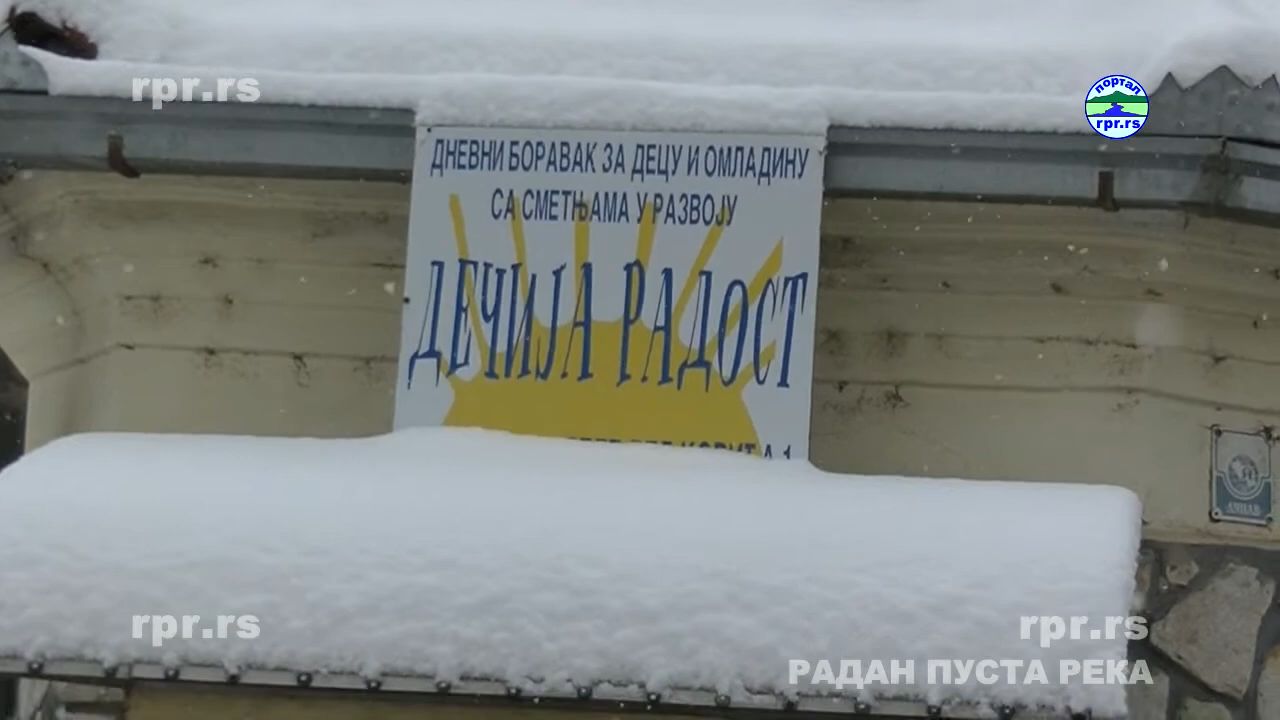 rpr.rs
портал
rpr.rs
ДНЕВНИ БОРАВАК ЗА ДЕЦУ И ОМЛАДИНУ
СА СМЕТЊАМА У РАЗВОЈУ
ДЕЧИЈА РАДОСТ
rpr.rs
rpr.rs
РАДАН ПУСТА РЕКА